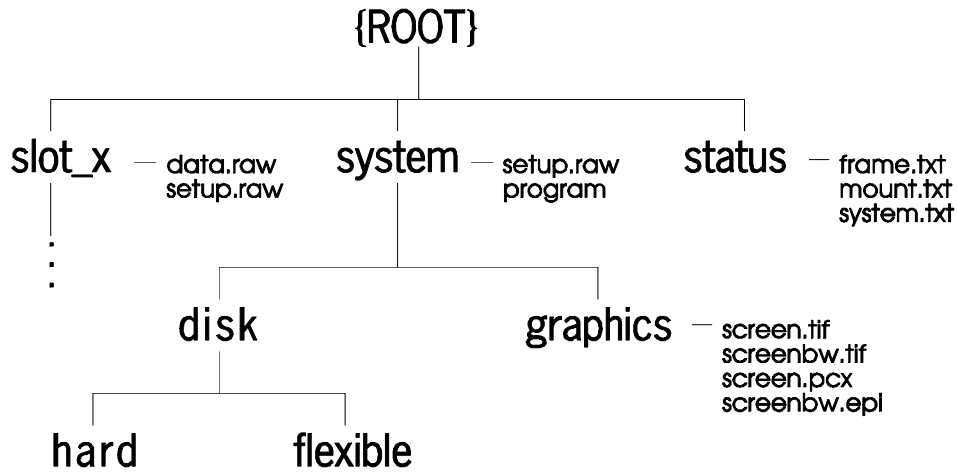 {ROOT}
slot_x
data.raw
setup.raw
system
setup.raw
program
status
frame.txt
mount.txt
system.txt
disk
graphics
screen.tif
screenbw.tif
screen.pcx
screenbw.epl
hard
flexible